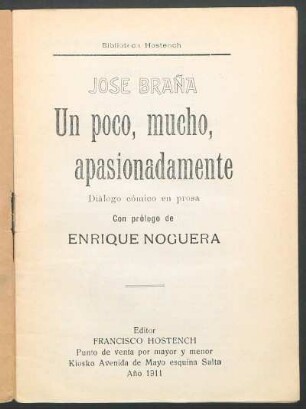 Biblioteca Hostench
JOSE BRAÑA
Un poco, mucho,
apasionadamente
Diálogo cómico en prosa
Con prólogo de
ENRIQUE NOGUERA
Editor
FRANCISCO HOSTENCH
Punto de venta por mayor y menor
Kiosko Avenida de Mayo esquina Salta
Año 1911